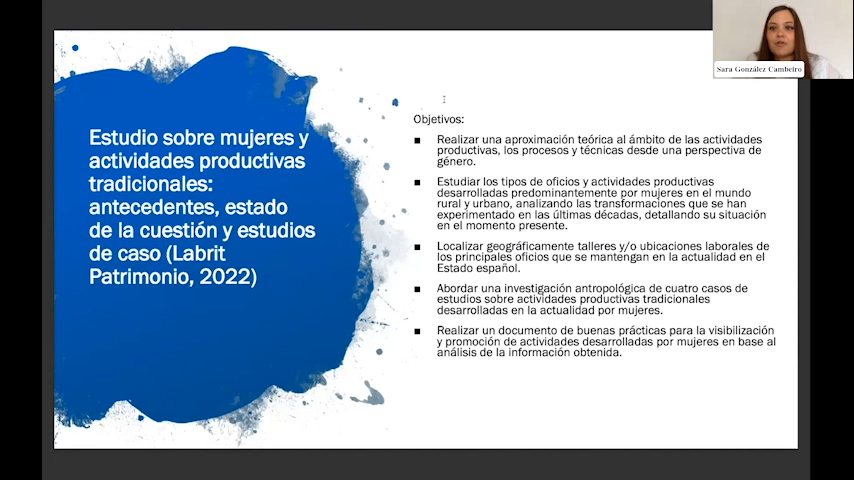 Sara González Cambeiro
Estudio sobre mujeres y
actividades productivas
tradicionales:
antecedentes, estado
de la cuestión y estudios
de caso (Labrit
Patrimonio, 2022)
Objetivos:
■ Realizar una aproximación teórica al ámbito de las actividades
productivas, los procesos y técnicas desde una perspectiva de
género.
■ Estudiar los tipos de oficios y actividades productivas
desarrolladas predominantemente por mujeres en el mundo
rural y urbano, analizando las transformaciones que se han
experimentado en las últimas décadas, detallando su situación
en el momento presente.
■ Localizar geográficamente talleres y/o ubicaciones laborales de
los principales oficios que se mantengan en la actualidad en el
Estado español.
■ Abordar una investigación antropológica de cuatro casos de
estudios sobre actividades productivas tradicionales
desarrolladas en la actualidad por mujeres.
■ Realizar un documento de buenas prácticas para la visibilización
y promoción de actividades desarrolladas por mujeres en base al
análisis de la información obtenida.